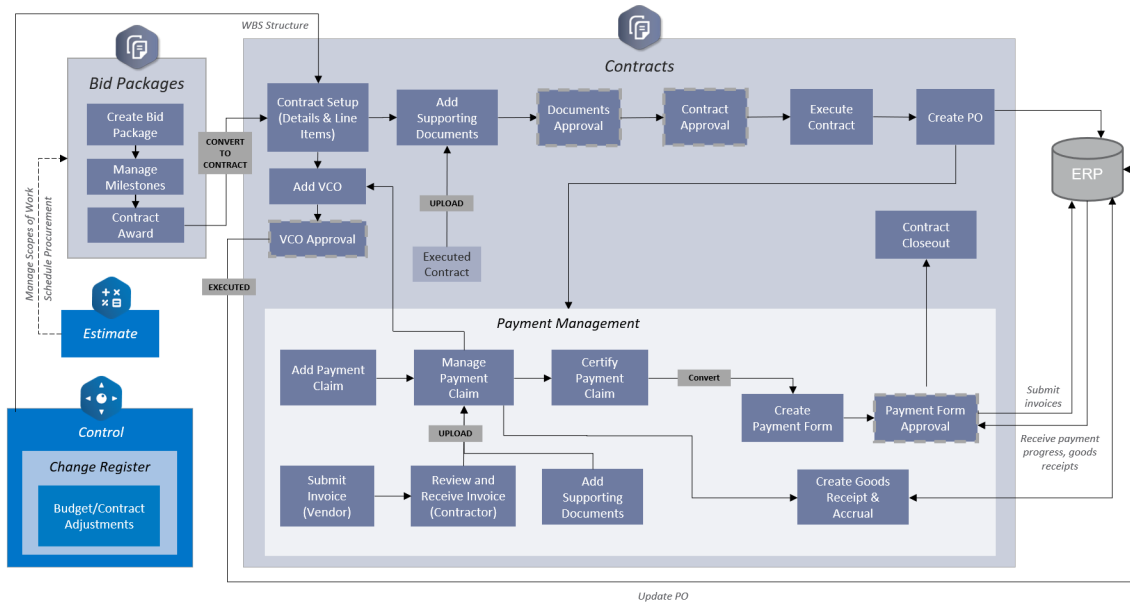 WBS Structure
Bid Packages
Create Bid
Package
Manage
Milestones
Contract
Award
CONVERT
TO
CONTRACT
Manage Scopes of Work
Schedule Procurement
Estimate
Control
Change Register
Budget/Contract
Adjustments
Contracts
Contract Setup
(Details & Line
Items)
Add
Supporting
Documents
Documents
Approval
Contract
Approval
Execute
Contract
Create PO
ERP
Add VCO
VCO Approval
EXECUTED
UPLOAD
Executed
Contract
Contract
Closeout
Payment Management
Add Payment
Claim
Manage
Payment
Claim
Certify
Payment
Claim
Convert
Create
Payment Form
Payment Form
Approval
Submit
invoices
Receive payment
progress, goods
receipts
UPLOAD
Submit
Invoice
(Vendor)
Review and
Receive Invoice
(Contractor)
Add
Supporting
Documents
Create Goods
Receipt &
Accrual
Update PO